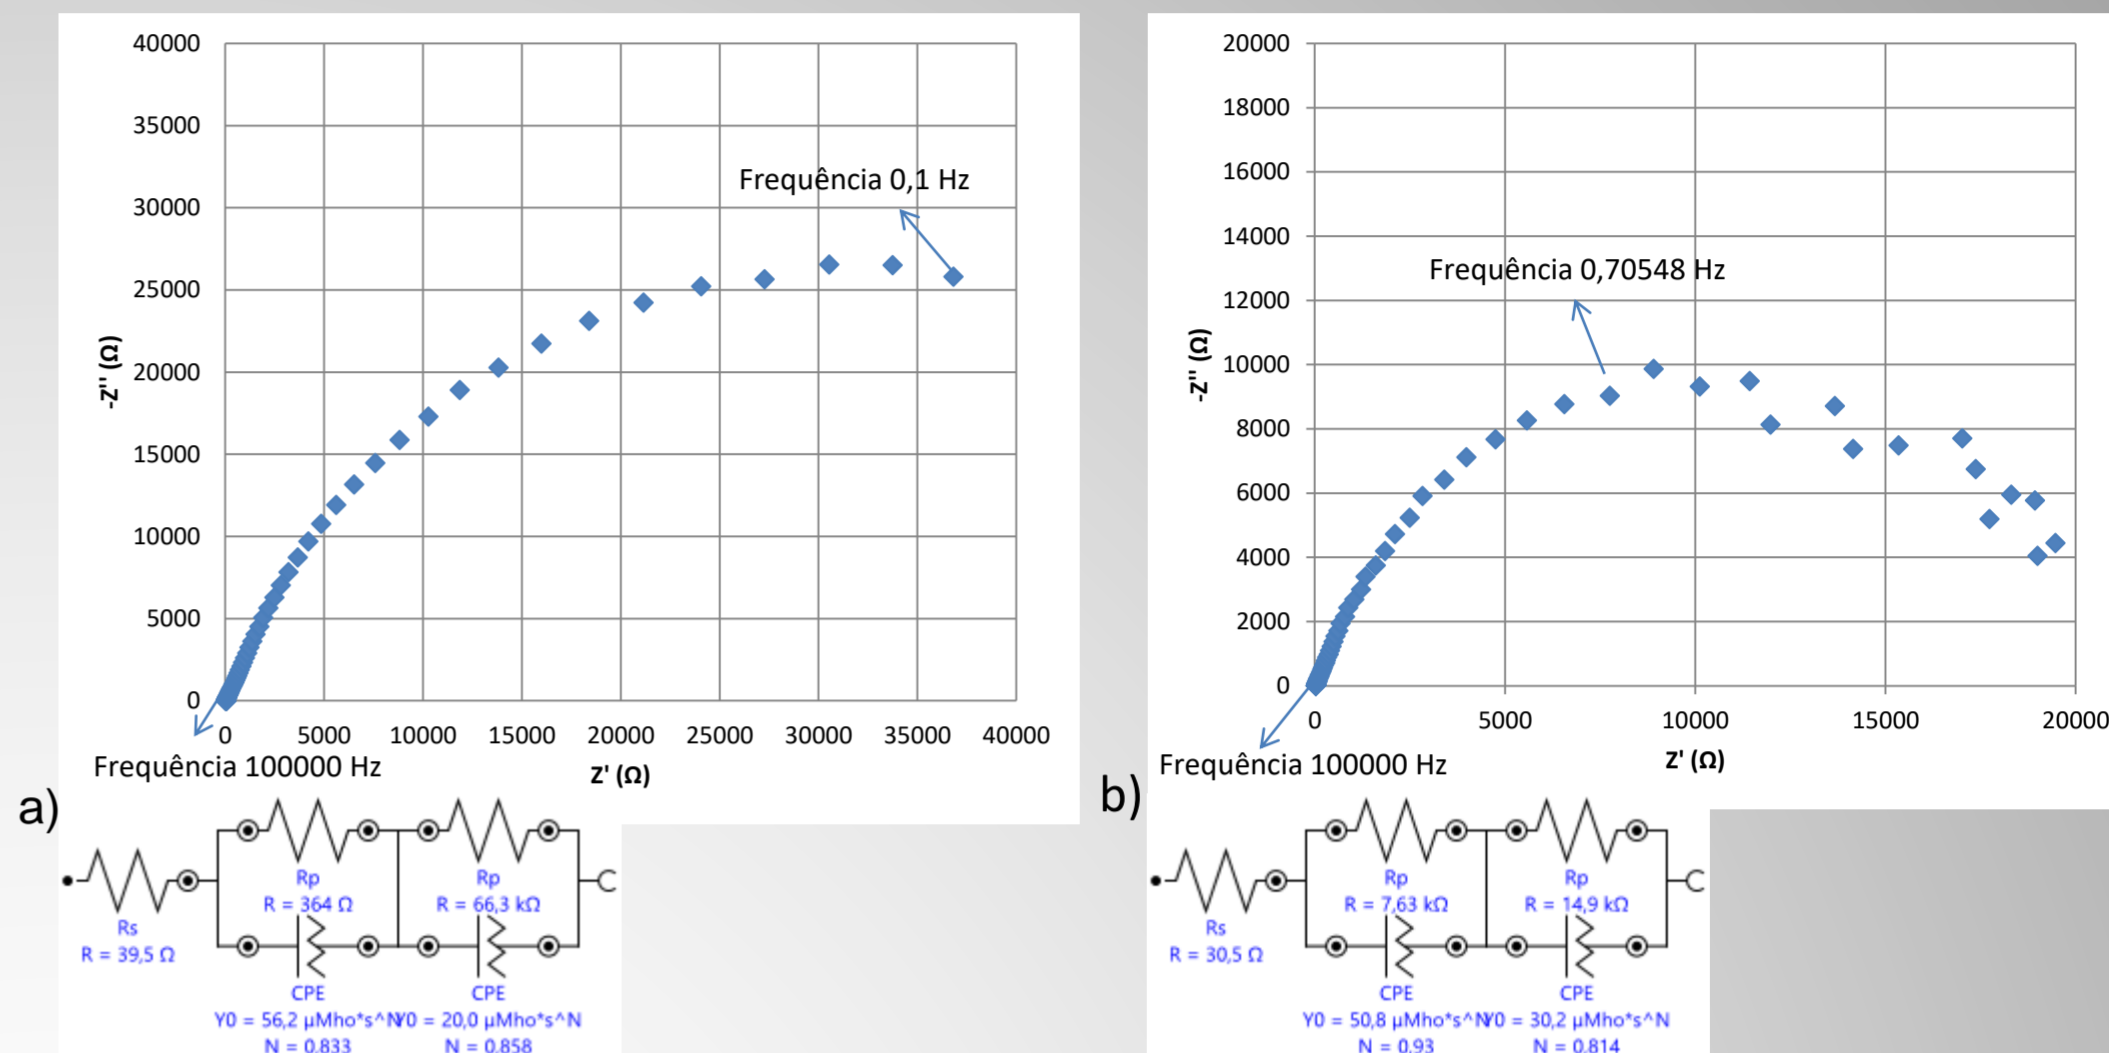 40000
35000
30000
25000
20000
15000
10000
5000
0
-Z'' (Ω)
Frequência 0,1 Hz
0 5000 10000 15000 20000 25000 30000 35000 40000
Frequência 100000 Hz
Z' (Ω)
a)
Rs
R = 39,5 Ω
Rp
R = 364 Ω
Rp
R = 66,3 kΩ
CPE
Y0 = 56,2 µMho*s^N
N = 0.833
CPE
Y0 = 20,0 µMho*s^N
N = 0.858
20000
18000
16000
14000
12000
10000
8000
6000
4000
2000
0
-Z'' (Ω)
Frequência 0,70548 Hz
0 5000 10000 15000 20000
Frequência 100000 Hz
Z' (Ω)
b)
Rs
R = 30,5 Ω
Rp
R = 7,63 kΩ
Rp
R = 14,9 kΩ
CPE
Y0 = 50,8 µMho*s^N
N = 0.93
CPE
Y0 = 30,2 µMho*s^N
N = 0.814